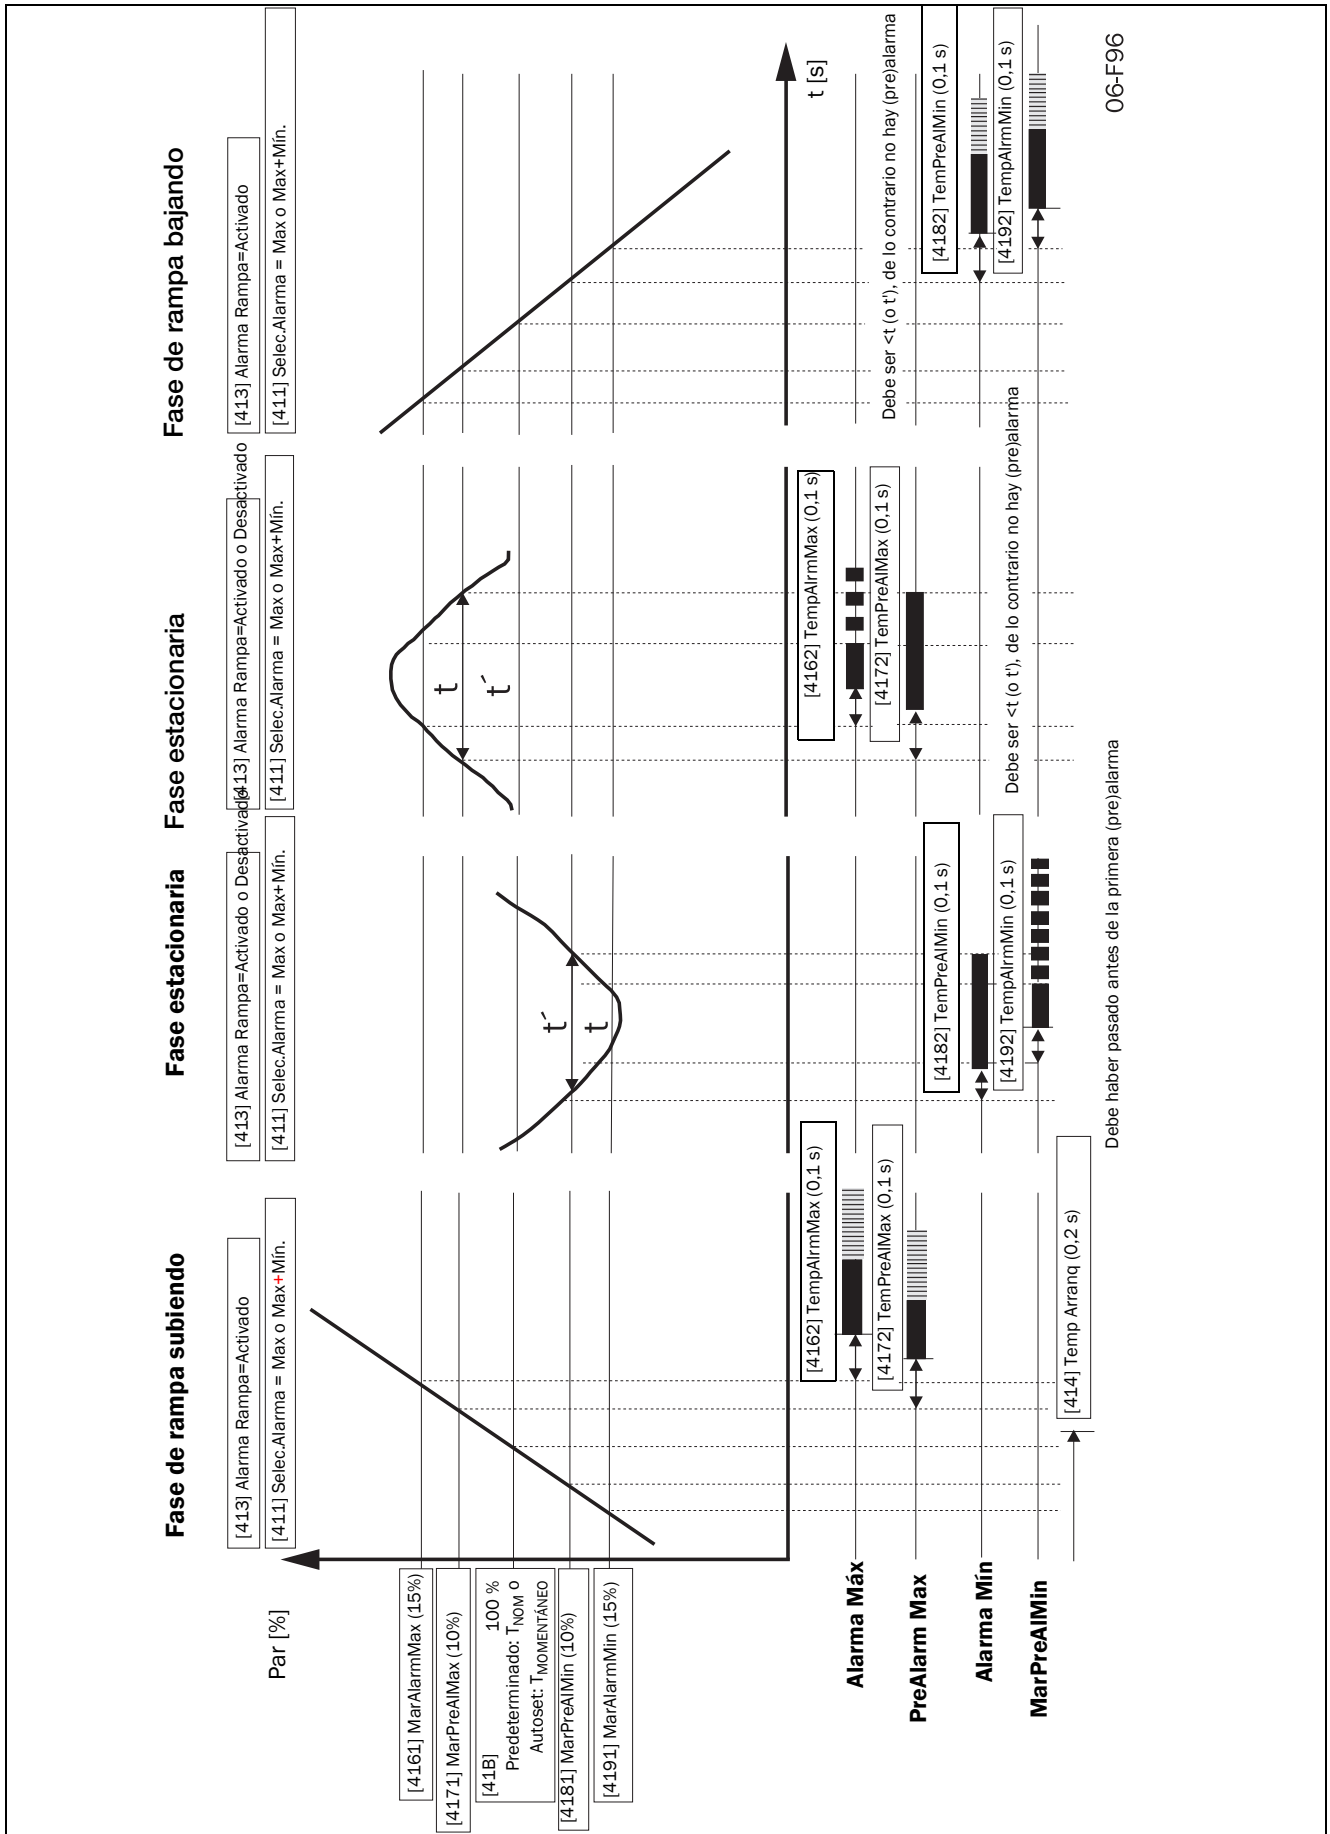 Fase de rampa subiendo
[413] Alarma Rampa=Activado
[411] Selec.Alarma = Max o Max+Mín.
Fase estacionaria
[413] Alarma Rampa=Activado o Desactivado
[411] Selec.Alarma = Max o Max+Mín.
Fase estacionaria
[413] Alarma Rampa=Activado o Desactivado
[411] Selec.Alarma = Max o Max+Mín.
Fase de rampa bajando
[413] Alarma Rampa=Activado
[411] Selec.Alarma = Max o Max+Mín.
Par [%]
[4161] MarAlarmMax (15%)
[4171] MarPreAlMax (10%)
[41B] 100 %
Predeterminado: TNOM o
Autoset: TMOMENTÁNEO
[4181] MarPreAlMin (10%)
[4191] MarAlarmMin (15%)
t´
t
t
t´
t [s]
Alarma Máx
PreAlarm Max
Alarma Mín
MarPreAlMin
[4162] TempAlrmMax (0,1 s)
[4172] TemPreAlMax (0,1 s)
[414] Temp Arranq (0,2 s)
[4182] TemPreAlMin (0,1 s)
[4192] TempAlrmMin (0,1 s)
Debe haber pasado antes de la primera (pre)alarma
[4162] TempAlrmMax (0,1 s)
[4172] TemPreAlMax (0,1 s)
Debe ser <t (o t'), de lo contrario no hay (pre)alarma
Debe ser <t (o t'), de lo contrario no hay (pre)alarma
[4182] TemPreAlMin (0,1 s)
[4192] TempAlrmMin (0,1 s)
06-F96